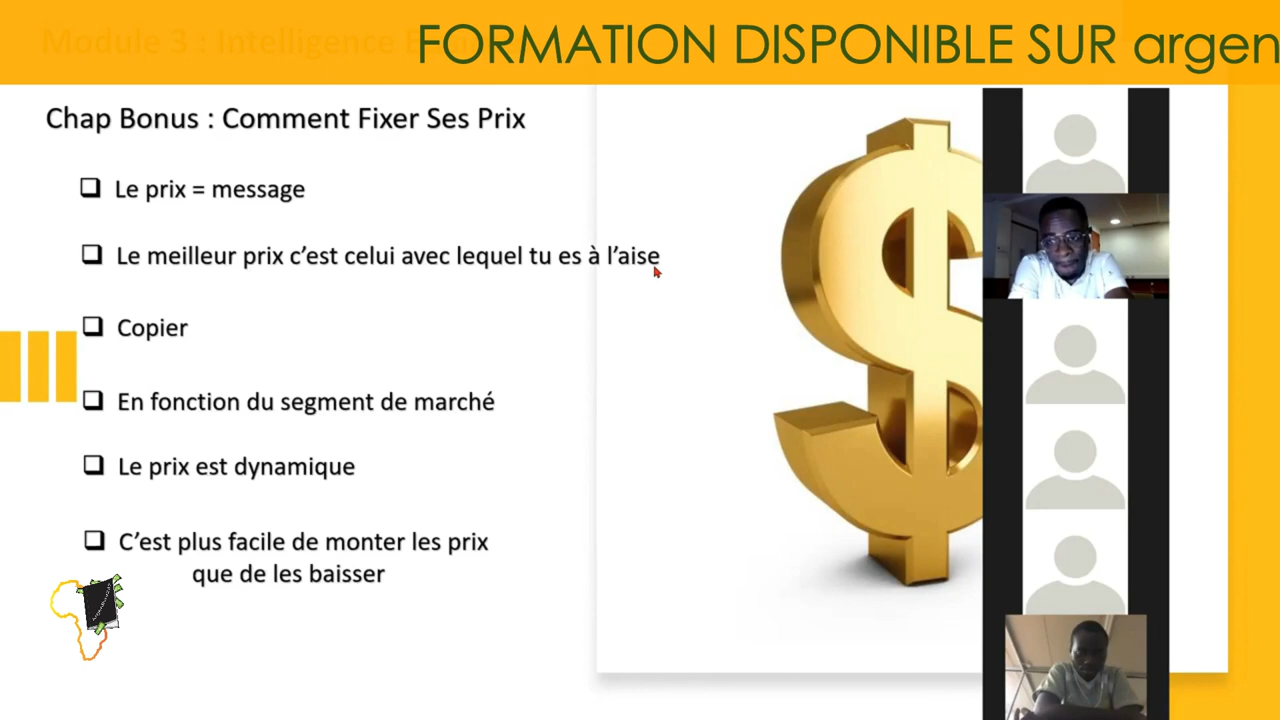 FORMATION DISPONIBLE SUR argen
Module 3 : Intelligence
Chap Bonus : Comment Fixer Ses Prix
Le prix = message
Le meilleur prix c’est celui avec lequel tu es à l’aise
Copier
En fonction du segment de marché
Le prix est dynamique
C’est plus facile de monter les prix
que de les baisser